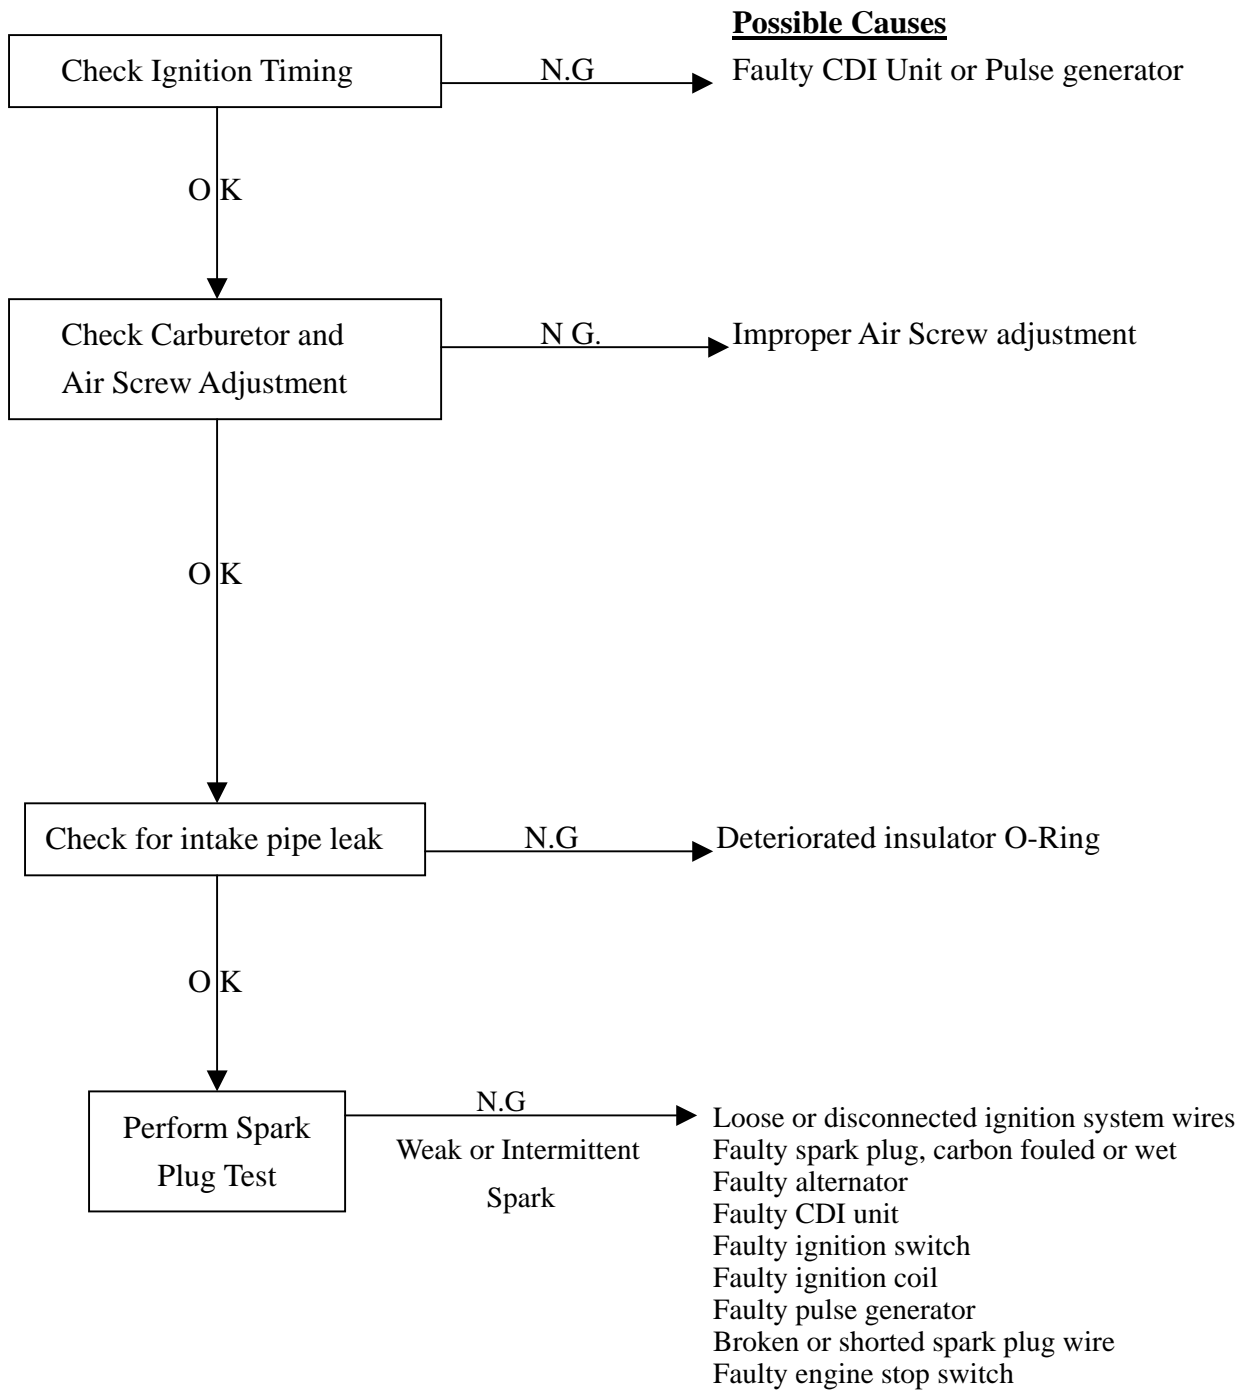 Possible Causes
Check Ignition Timing
N.G
Faulty CDI Unit or Pulse generator
O K
Check Carburetor and
Air Screw Adjustment
N G.
Improper Air Screw adjustment
O K
Check for intake pipe leak
N.G
Deteriorated insulator O-Ring
O K
Perform Spark
Plug Test
N.G
Weak or Intermittent
Spark
Loose or disconnected ignition system wires
Faulty spark plug, carbon fouled or wet
Faulty alternator
Faulty CDI unit
Faulty ignition switch
Faulty ignition coil
Faulty pulse generator
Broken or shorted spark plug wire
Faulty engine stop switch